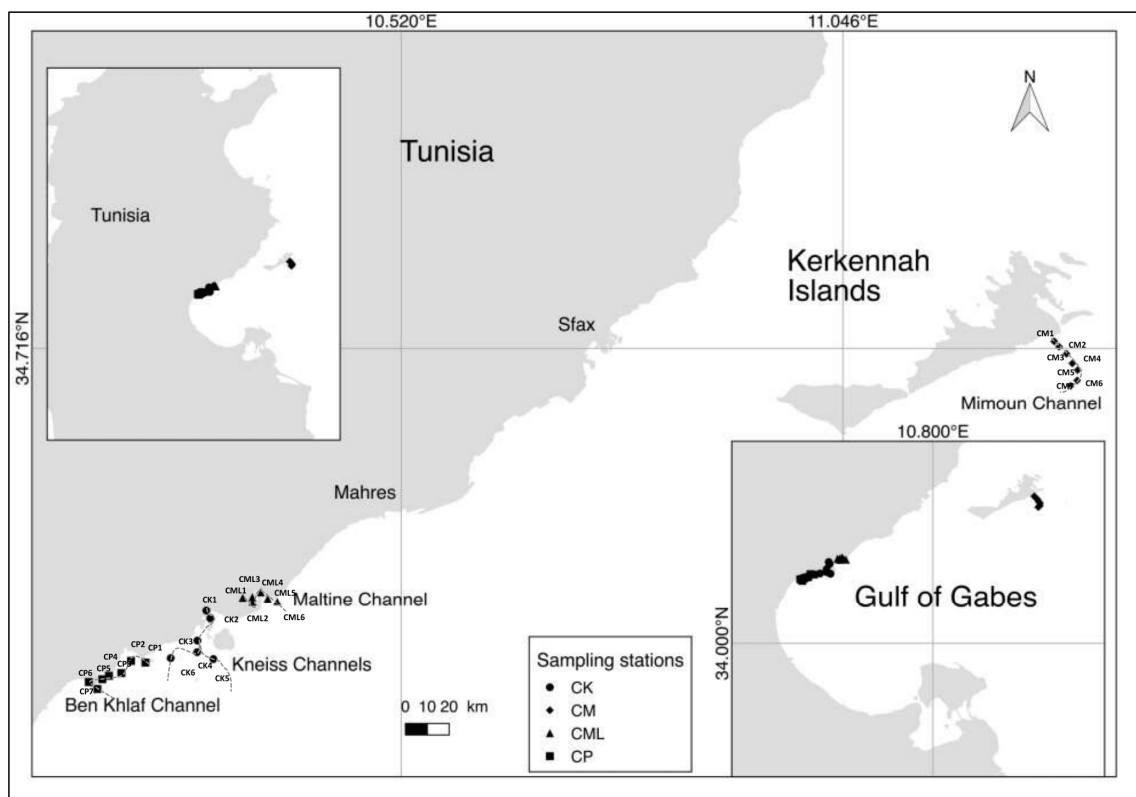 10.520°E
11.046°E
N
Tunisia
Tunisia
Kerkennah
Islands
Sfax
34.716°N
CM1
CM2
CM3
CM4
CM5
CM6
Mimoun Channel
10.800°E
Mahres
CML3
CML4
CML1
CML5
Maltine Channel
CML2
CML6
CK1
CK2
CK3
CK4
Kneiss Channels
CK6
CK5
CP2
CP1
CP4
CP5
CP6
CP7
Ben Khlaf Channel
0 10 20 km
Sampling stations
CK
CM
CML
CP
Gulf of Gabes
34.000°N